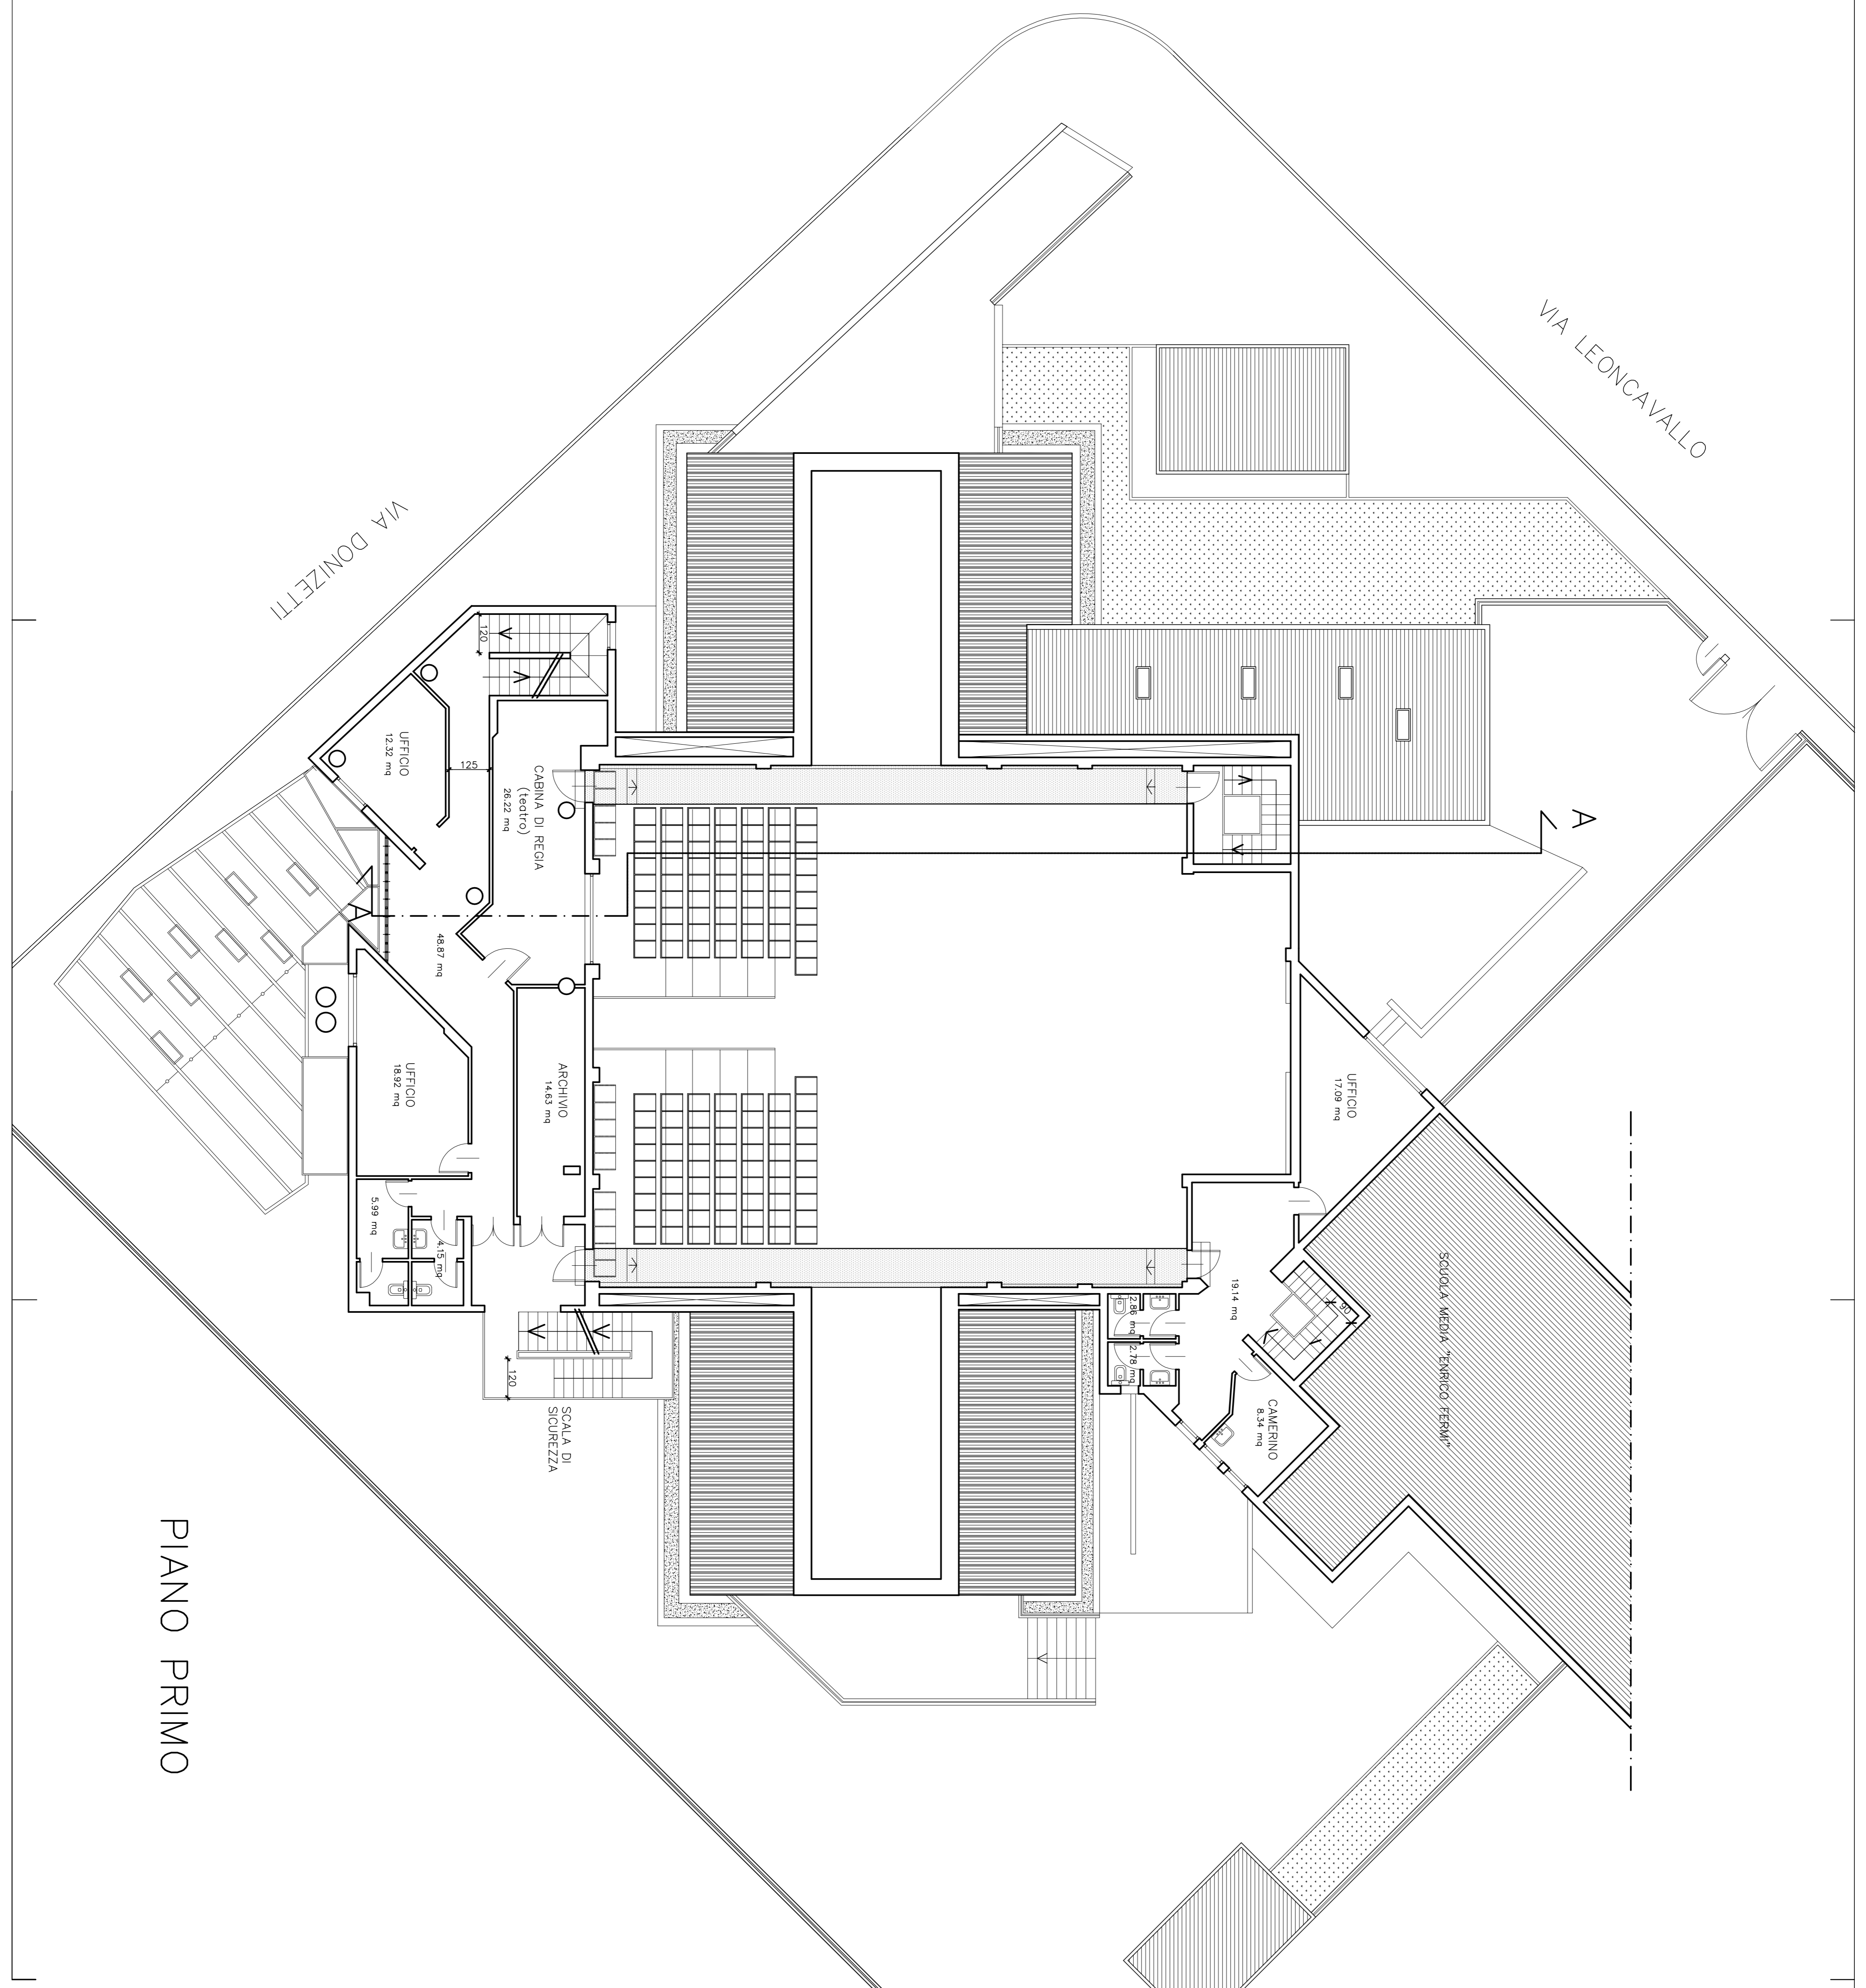 VIA LEONCAVALLO
VIA DONIZETTI
A
A
120
125
UFFICIO
12.32 mq
CABINA DI REGIA
(teatro)
26.22 mq
48.87 mq
UFFICIO
18.92 mq
ARCHIVIO
14.63 mq
5.99 mq
4.15 mq
120
SCALA DI
SICUREZZA
UFFICIO
17.09 mq
19.14 mq
2.86 mq
2.78 mq
90
CAMERINO
8.34 mq
SCUOLA MEDIA "ENRICO FERMI"
PIANO PRIMO